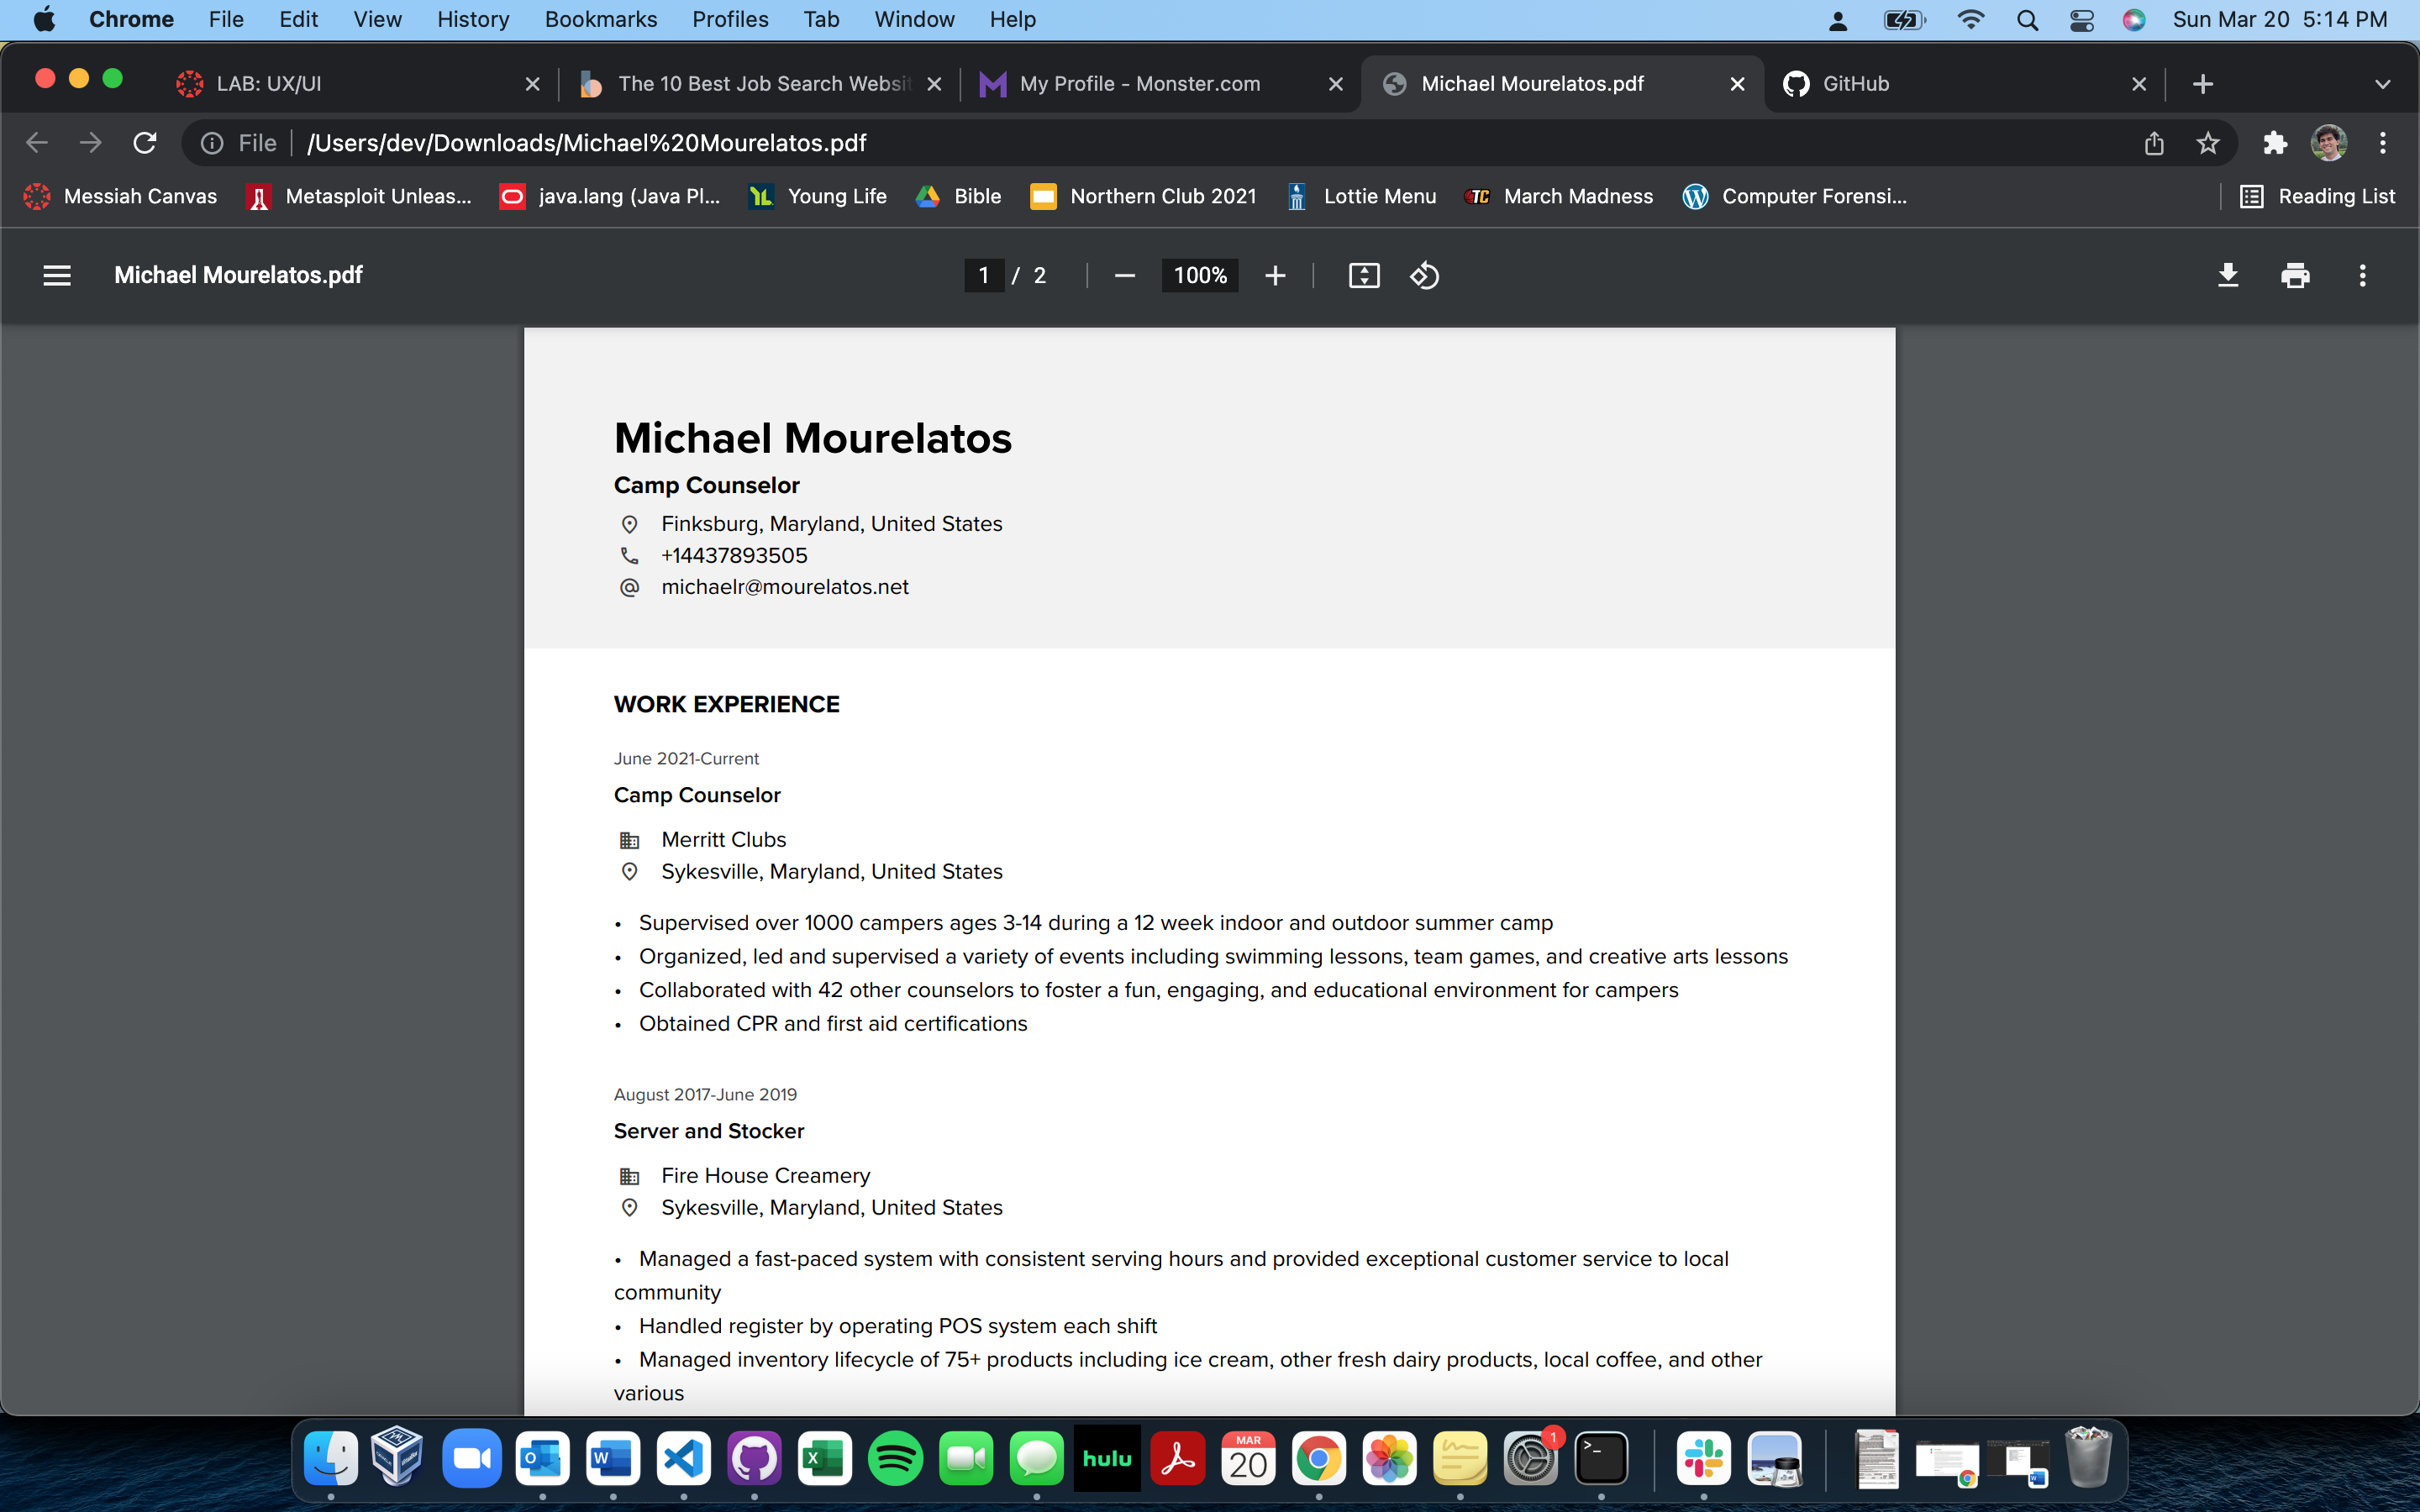 Chrome File Edit View History Bookmarks Profiles Tab Window Help Sun Mar 20 5:14 PM
LAB: UX/UI The 10 Best Job Search Websit My Profile - Monster.com Michael Mourelatos.pdf GitHub
File /Users/dev/Downloads/Michael%20Mourelatos.pdf
Messiah Canvas Metasploit Unleas... java.lang (Java Pl... YL Young Life Bible Northern Club 2021 Lottie Menu TC March Madness Computer Forensi... Reading List
Michael Mourelatos.pdf 1 / 2 100%
Michael Mourelatos
Camp Counselor
Finksburg, Maryland, United States
+14437893505
michaelr@mourelatos.net
WORK EXPERIENCE
June 2021-Current
Camp Counselor
Merritt Clubs
Sykesville, Maryland, United States
• Supervised over 1000 campers ages 3-14 during a 12 week indoor and outdoor summer camp
• Organized, led and supervised a variety of events including swimming lessons, team games, and creative arts lessons
• Collaborated with 42 other counselors to foster a fun, engaging, and educational environment for campers
• Obtained CPR and first aid certifications
August 2017-June 2019
Server and Stocker
Fire House Creamery
Sykesville, Maryland, United States
• Managed a fast-paced system with consistent serving hours and provided exceptional customer service to local
community
• Handled register by operating POS system each shift
• Managed inventory lifecycle of 75+ products including ice cream, other fresh dairy products, local coffee, and other
various
hulu MAR 20 1